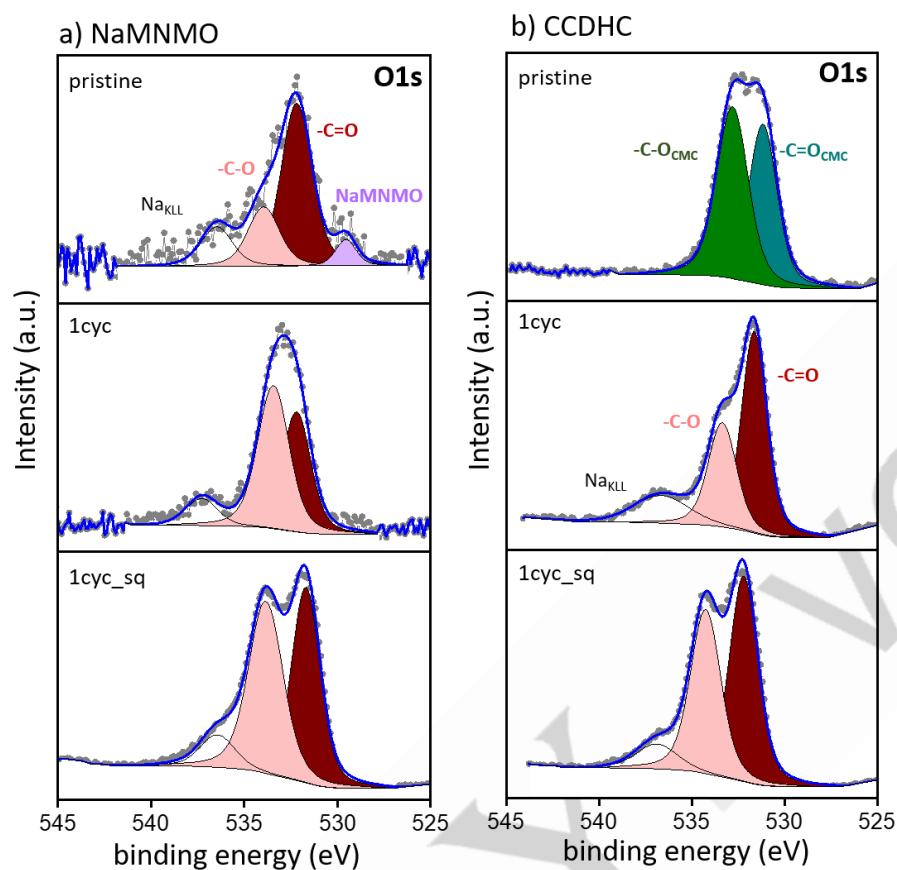 a) NaMNMO
b) CCDHC
pristine
O1s
-C=O
-C-O
NaKLL
NaMNMO
1cyc
1cyc_sq
Intensity (a.u.)
545 540 535 530 525
binding energy (eV)
pristine
O1s
-C-OCMC
-C=OCMC
1cyc
-C=O
-C-O
NaKLL
1cyc_sq
Intensity (a.u.)
545 540 535 530 525
binding energy (eV)